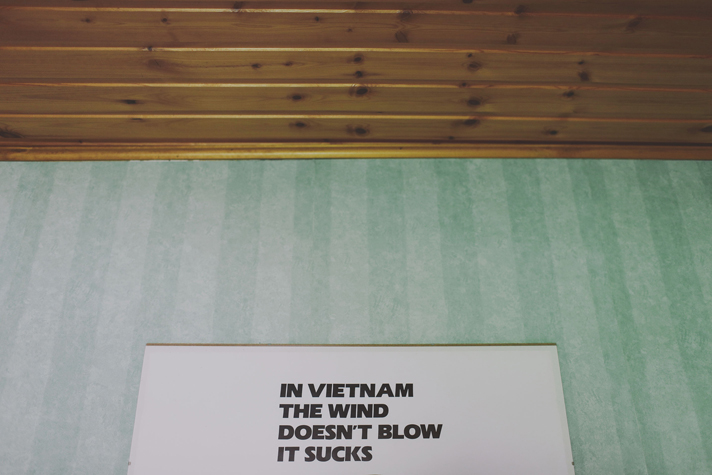 IN VIETNAM
THE WIND
DOESN'T BLOW
IT SUCKS